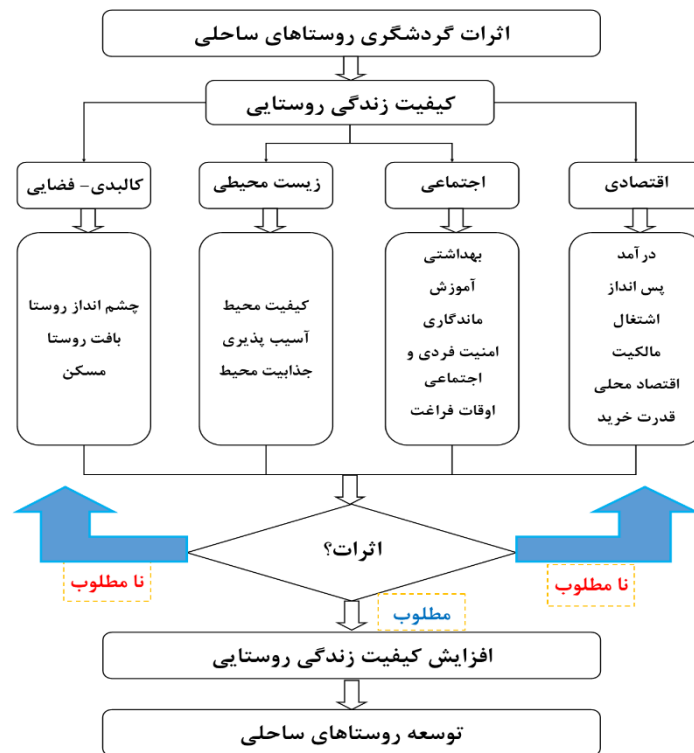 اثرات گردشگری روستاهای ساحلی
کیفیت زندگی روستایی
اقتصادی
اجتماعی
زیست محیطی
کالبدی- فضایی
درآمد
پس انداز
اشتغال
مالکیت
اقتصاد محلی
قدرت خرید
بهداشتی
آموزش
ماندگاری
امنیت فردی و
اجتماعی
اوقات فراغت
کیفیت محیط
آسیب پذیری
جذابیت محیط
چشم انداز روستا
بافت روستا
مسکن
اثرات؟
نا مطلوب
نا مطلوب
مطلوب
افزایش کیفیت زندگی روستایی
توسعه روستاهای ساحلی